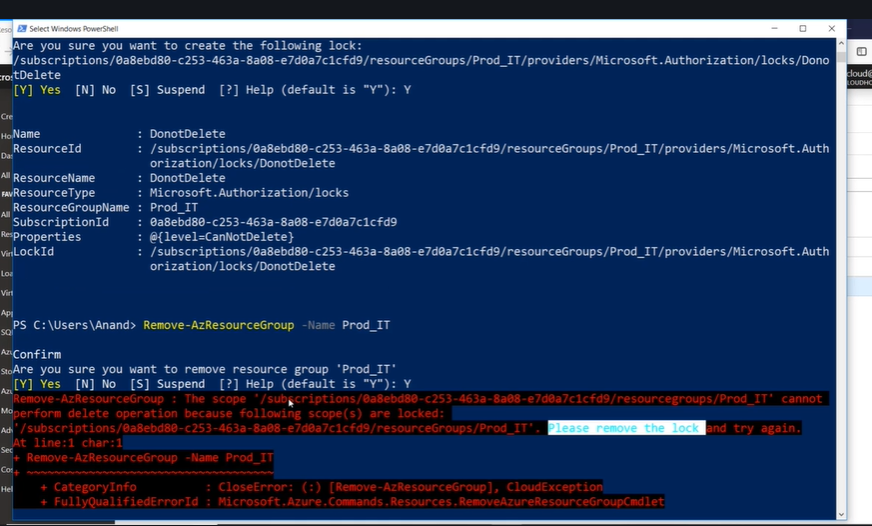 Select Windows PowerShell
Are you sure you want to create the following lock:
/subscriptions/0a8ebd80-c253-463a-8a08-e7d0a7c1cfd9/resourceGroups/Prod_IT/providers/Microsoft.Authorization/locks/Dono
tDelete
[Y] Yes  [N] No  [S] Suspend  [?] Help (default is "Y"): Y
Name              : DonotDelete
ResourceId        : /subscriptions/0a8ebd80-c253-463a-8a08-e7d0a7c1cfd9/resourceGroups/Prod_IT/providers/Microsoft.Auth
orization/locks/DonotDelete
ResourceName      : DonotDelete
ResourceType      : Microsoft.Authorization/locks
ResourceGroupName : Prod_IT
SubscriptionId    : 0a8ebd80-c253-463a-8a08-e7d0a7c1cfd9
Properties        : @{level=CanNotDelete}
LockId            : /subscriptions/0a8ebd80-c253-463a-8a08-e7d0a7c1cfd9/resourceGroups/Prod_IT/providers/Microsoft.Auth
orization/locks/DonotDelete
PS C:\Users\Anand> Remove-AzResourceGroup -Name Prod_IT
Confirm
Are you sure you want to remove resource group 'Prod_IT'
[Y] Yes  [N] No  [S] Suspend  [?] Help (default is "Y"): Y
Remove-AzResourceGroup : The scope '/subscriptions/0a8ebd80-c253-463a-8a08-e7d0a7c1cfd9/resourcegroups/Prod_IT' cannot
perform delete operation because following scope(s) are locked:
'/subscriptions/0a8ebd80-c253-463a-8a08-e7d0a7c1cfd9/resourceGroups/Prod_IT'. Please remove the lock and try again.
At line:1 char:1
+ Remove-AzResourceGroup -Name Prod_IT
+ ~~~~~~~~~~~~~~~~~~~~~~~~~~~~~~~~~~~~
+ CategoryInfo          : CloseError: (:) [Remove-AzResourceGroup], CloudException
+ FullyQualifiedErrorId : Microsoft.Azure.Commands.Resources.RemoveAzureResourceGroupCmdlet